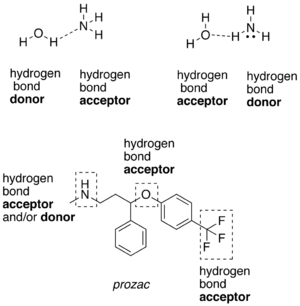 H
H N H
O
H H
hydrogen
bond
donor
hydrogen
bond
acceptor
H
H
O
H N H
hydrogen
bond
acceptor
hydrogen
bond
donor
hydrogen
bond
acceptor
hydrogen
bond
acceptor
and/or donor
H
N
O
F
F
F
prozac
hydrogen
bond
acceptor